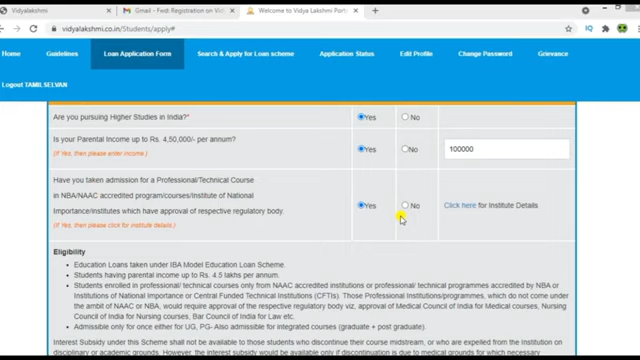 Vidyalakshmi
Gmail - Fwd: Registration on Vid
Welcome to Vidya Lakshmi Porta
vidyalakshmi.co.in/Students/apply#
Home
Guidelines
Loan Application Form
Search & Apply for Loan scheme
Application Status
Edit Profile
Change Password
Grievance
Logost TAMILSELVAN
Are you pursuing Higher Studies in India?*
Yes
No
Is your Parental Income up to Rs. 4,50,000/- per annum?
(If Yes, then please enter income.)
Yes
No
100000
Have you taken admission for a Professional/Technical Course
in NBA/NAAC accredited program/courses/Institute of National
Importance/Institutes which have approval of respective regulatory body.
(If Yes, then please click for institute details.)
Yes
No
Click here for Institute Details
Eligibility
• Education Loans taken under IBA Model Education Loan Scheme.
• Students having parental income up to Rs. 4.5 lakhs per annum.
• Students enrolled in professional/ technical courses only from NAAC accredited institutions or professional/ technical programmes accredited by NBA or
Institutions of National Importance or Central Funded Technical Institutions (CFTIs). Those Professional Institutions/programmes, which do not come under
the ambit of NAAC or NBA, would require approval of the respective regulatory body viz, approval of Medical Council of India for Medical courses, Nursing
Council of India for Nursing courses, Bar Council of India for Law etc.
• Admissible only for once either for UG, PG- Also admissible for integrated courses (graduate + post graduate).
Interest Subsidy under this Scheme shall not be available to those students who discontinue their course midstream, or who are expelled from the Institution on
disciplinary or academic grounds. However, the interest subsidy would be available only if discontinuation is due to medical grounds for which necessary